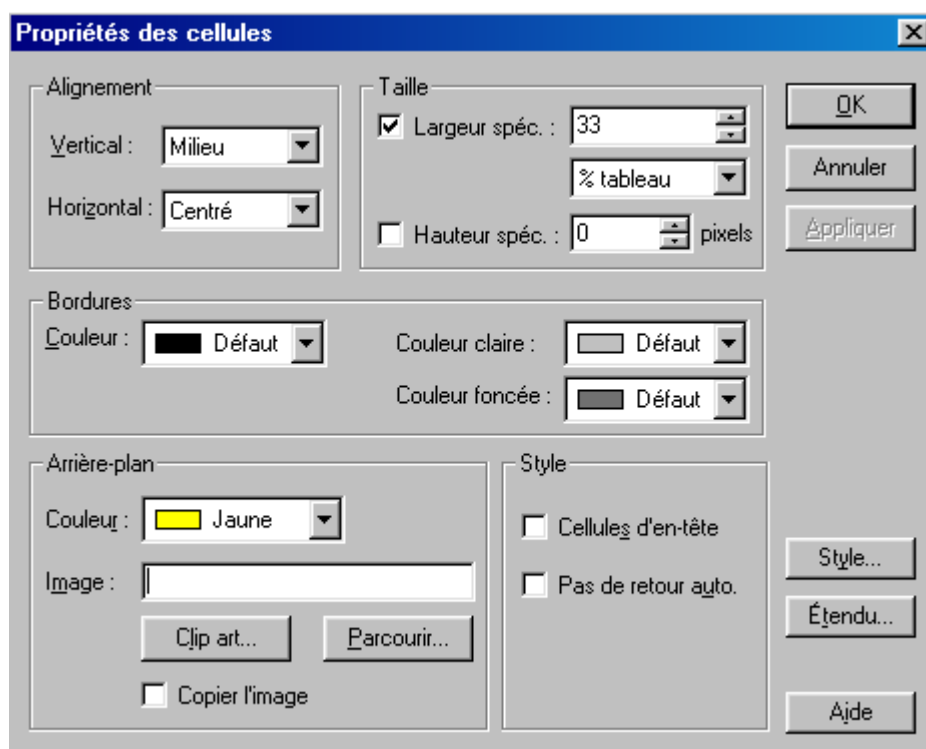 Propriétés des cellules
Alignement
Vertical : Milieu
Horizontal : Centré
Taille
Largeur spéc. : 33
% tableau
Hauteur spéc. : 0 pixels
OK
Annuler
Appliquer
Bordures
Couleur : Défaut
Couleur claire : Défaut
Couleur foncée : Défaut
Arrière-plan
Couleur : Jaune
Image :
Clip art...
Parcourir...
Copier l'image
Style
Cellules d'en-tête
Pas de retour auto.
Style...
Étendu...
Aide